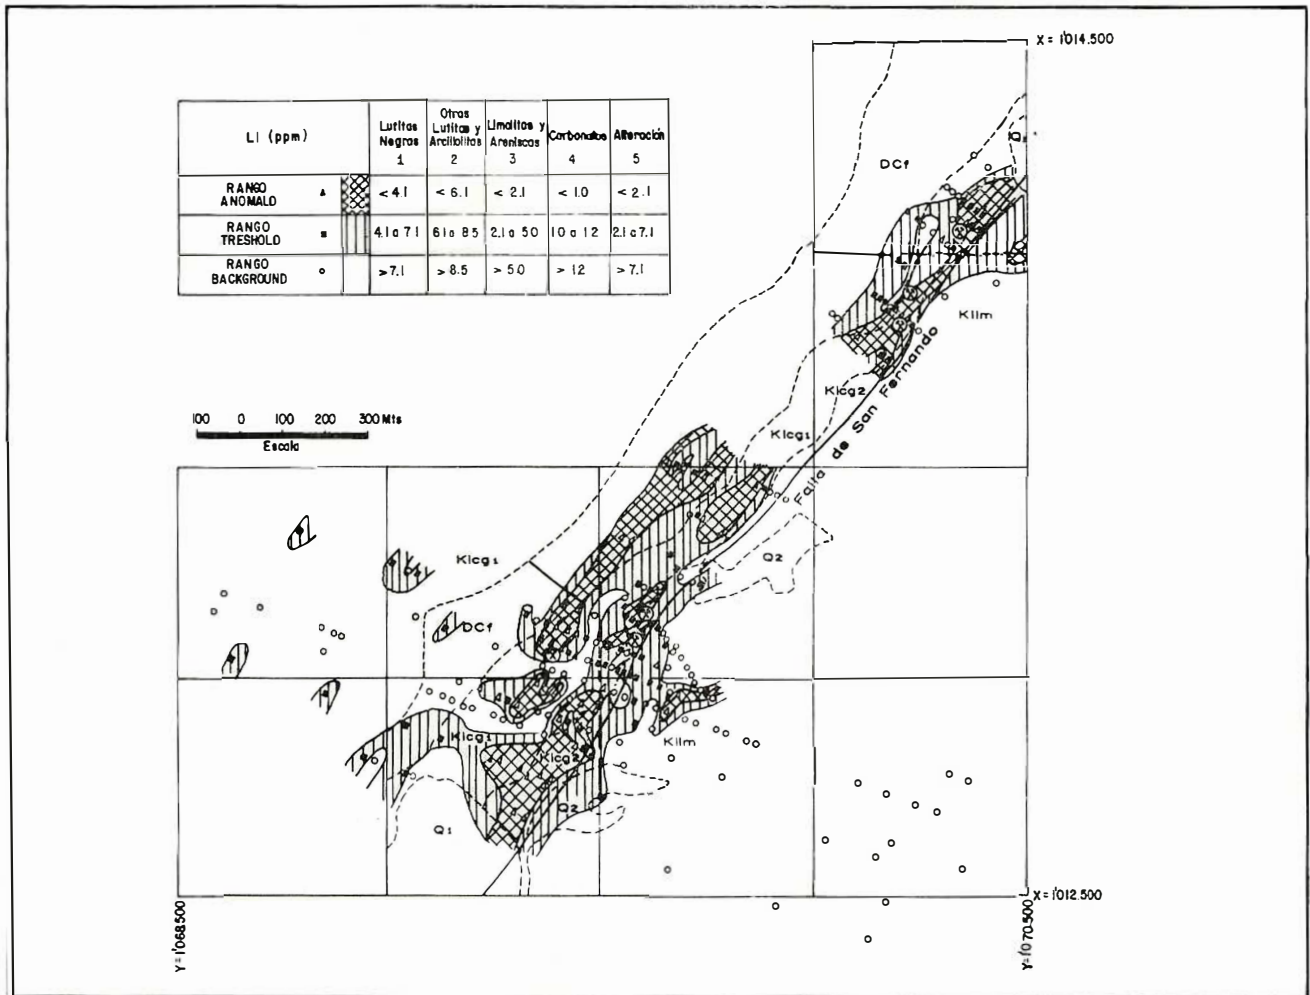 X = 1'014.500
Li (ppm)
Lutitas Negras 1
Otras Lutitas y Arcillolitas 2
Limolitas y Areniscas 3
Carbonatos 4
Alteración 5
RANGO ANOMALO < 4.1 < 6.1 < 2.1 < 1.0 < 2.1
RANGO TRESHOLD 4.1 a 7.1 6.1 a 8.5 2.1 a 5.0 1.0 a 1.2 2.1 a 7.1
RANGO BACKGROUND > 7.1 > 8.5 > 5.0 > 1.2 > 7.1
DCf
Kilm
Kicg2
Kicg1
Falla de San Fernando
100 0 100 200 300 Mts
Escala
Kicg1
Q2
DCf
Kicg1
Kicg2
Kilm
Q2
Q1
X = 1'012.500
Y = 1'068.500
Y = 1'070.500